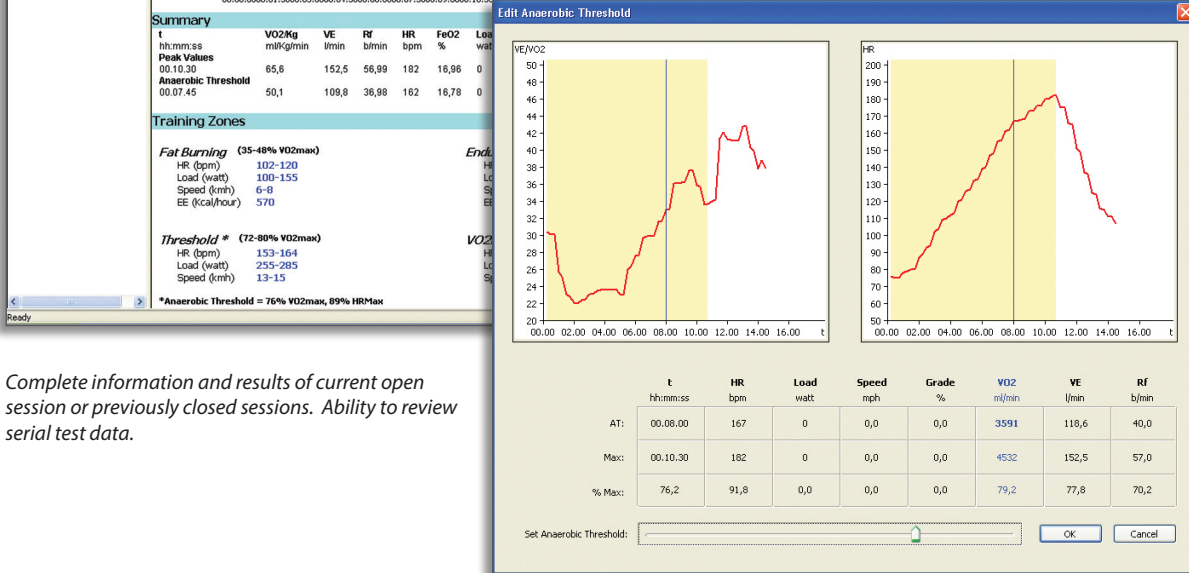 Summary
t VO2/Kg VE Rf HR FeO2
hh:mm:ss ml/Kg/min l/min b/min bpm %
Peak Values
00.10.30 65,6 152,5 56,99 182 16,96 0
Anaerobic Threshold
00.07.45 50,1 109,8 36,98 162 16,78 0
Training Zones
Fat Burning (35-48% VO2max)
HR (bpm) 102-120
Load (watt) 100-155
Speed (kmh) 6-8
EE (Kcal/hour) 570
Threshold * (72-80% VO2max)
HR (bpm) 153-164
Load (watt) 255-285
Speed (kmh) 13-15
*Anaerobic Threshold = 76% VO2max, 89% HRMax
Ready
Complete information and results of current open
session or previously closed sessions. Ability to review
serial test data.
Edit Anaerobic Threshold
VE/VO2
50
48
46
44
42
40
38
36
34
32
30
28
26
24
22
20
00.00 02.00 04.00 06.00 08.00 10.00 12.00 14.00 16.00 t
HR
200
190
180
170
160
150
140
130
120
110
100
90
80
70
60
50
00.00 02.00 04.00 06.00 08.00 10.00 12.00 14.00 16.00 t
t HR Load Speed Grade VO2 VE Rf
hh:mm:ss bpm watt mph % ml/min l/min b/min
AT: 00.08.00 167 0 0,0 0,0 3591 118,6 40,0
Max: 00.10.30 182 0 0,0 0,0 4532 152,5 57,0
% Max: 76,2 91,8 0,0 0,0 0,0 79,2 77,8 70,2
Set Anaerobic Threshold: OK Cancel